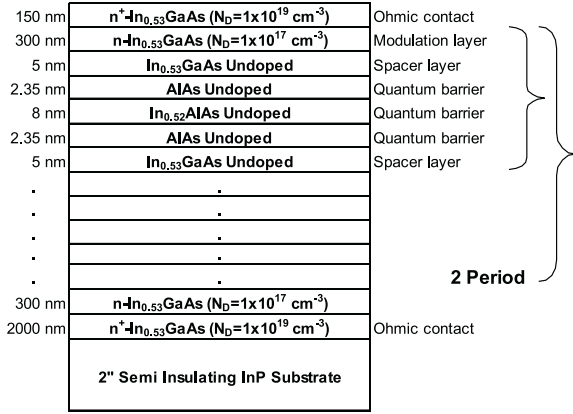 150 nm n⁺-In₀.₅₃GaAs (N_D=1x10¹⁹ cm⁻³) Ohmic contact
300 nm n-In₀.₅₃GaAs (N_D=1x10¹⁷ cm⁻³) Modulation layer
5 nm In₀.₅₃GaAs Undoped Spacer layer
2.35 nm AlAs Undoped Quantum barrier
8 nm In₀.₅₂AlAs Undoped Quantum barrier
2.35 nm AlAs Undoped Quantum barrier
5 nm In₀.₅₃GaAs Undoped Spacer layer
. .
. .
. .
. .
. . 2 Period
300 nm n-In₀.₅₃GaAs (N_D=1x10¹⁷ cm⁻³)
2000 nm n⁺-In₀.₅₃GaAs (N_D=1x10¹⁹ cm⁻³) Ohmic contact
2" Semi Insulating InP Substrate